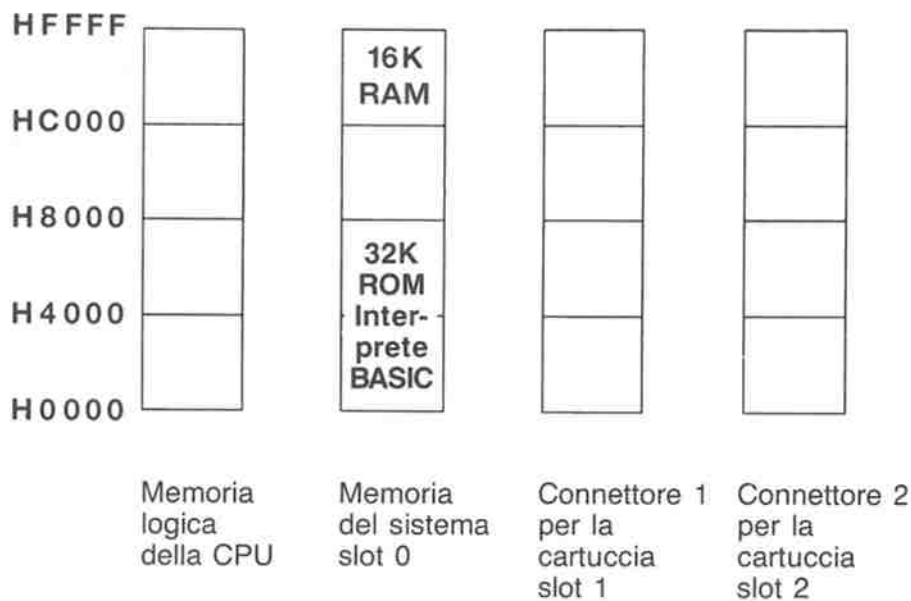 HFFFF
HC000
H8000
H4000
H0000
16K
RAM
32K
ROM
Inter-
prete
BASIC
Memoria
logica
della CPU
Memoria
del sistema
slot 0
Connettore 1
per la
cartuccia
slot 1
Connettore 2
per la
cartuccia
slot 2